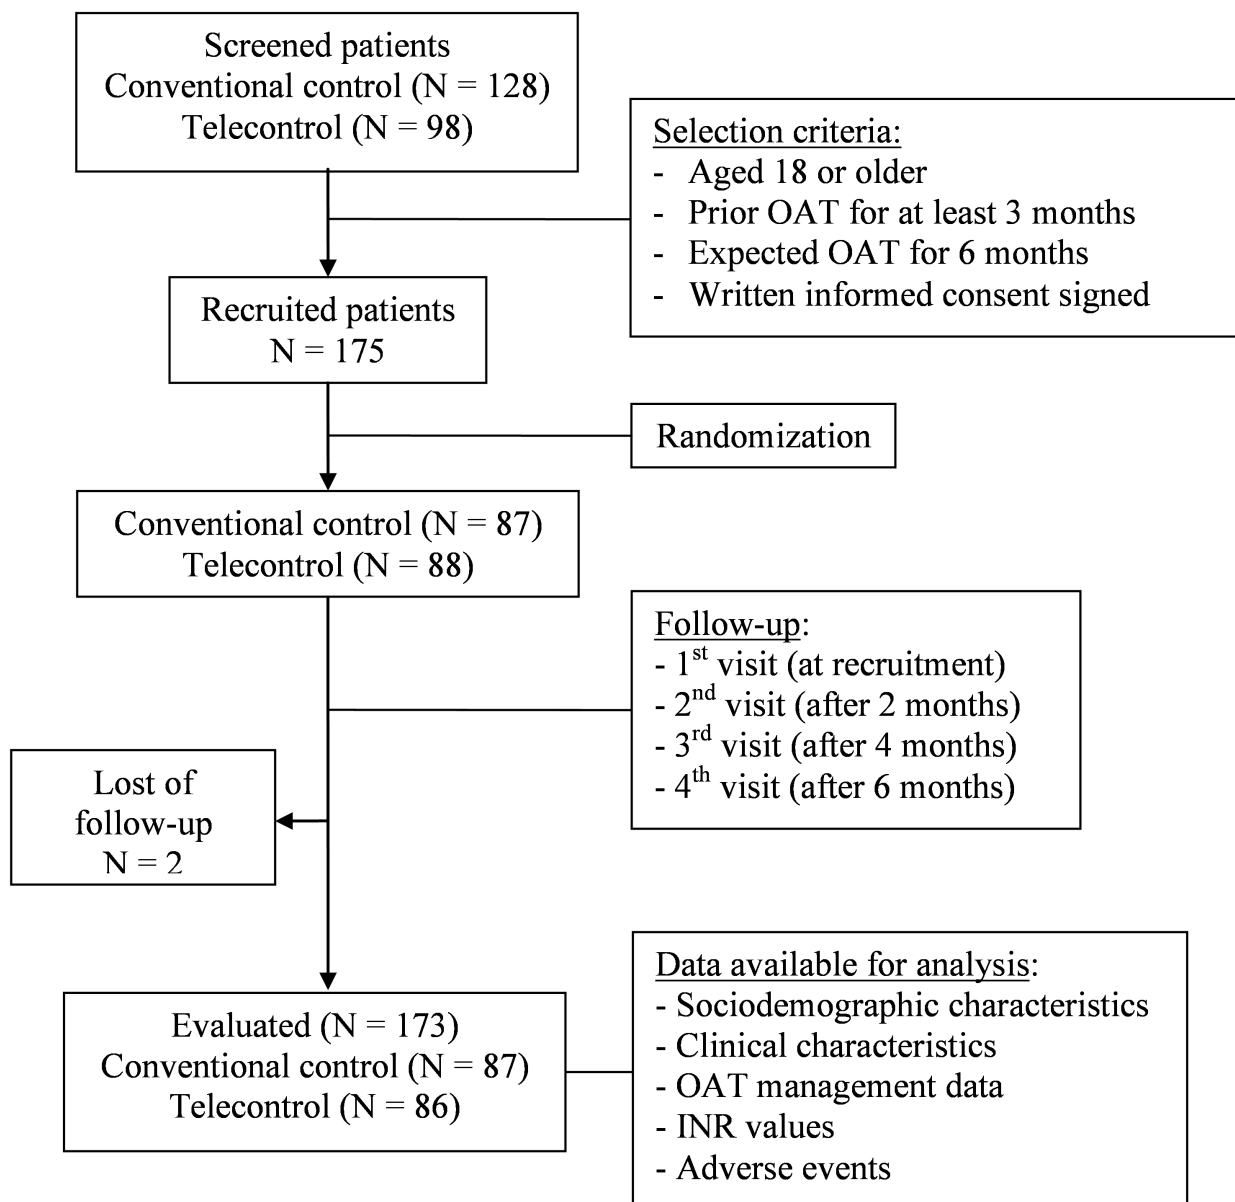 Screened patients
Conventional control (N = 128)
Telecontrol (N = 98)
Selection criteria:
- Aged 18 or older
- Prior OAT for at least 3 months
- Expected OAT for 6 months
- Written informed consent signed
Recruited patients
N = 175
Randomization
Conventional control (N = 87)
Telecontrol (N = 88)
Follow-up:
- 1st visit (at recruitment)
- 2nd visit (after 2 months)
- 3rd visit (after 4 months)
- 4th visit (after 6 months)
Lost of
follow-up
N = 2
Evaluated (N = 173)
Conventional control (N = 87)
Telecontrol (N = 86)
Data available for analysis:
- Sociodemographic characteristics
- Clinical characteristics
- OAT management data
- INR values
- Adverse events